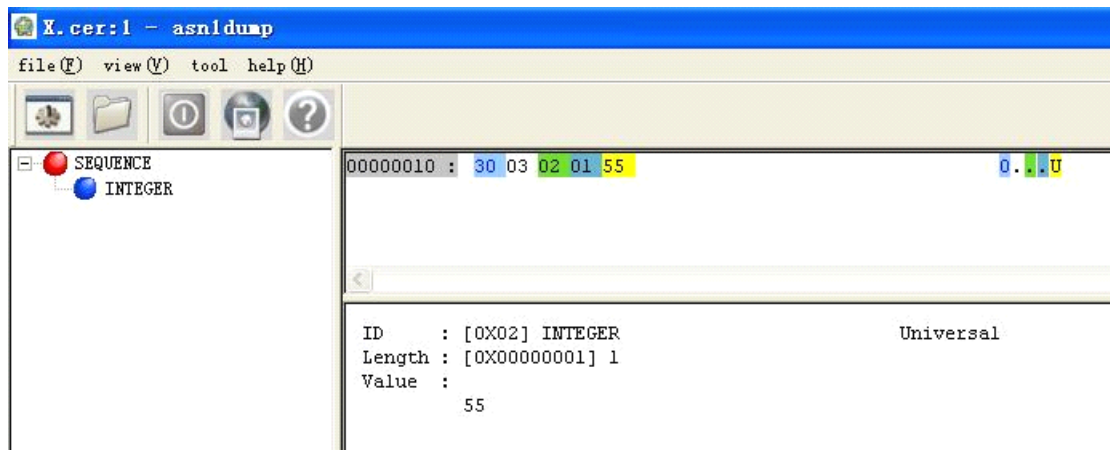 X.cer:1 - asn1dump
file(F) view(V) tool help(H)
SEQUENCE
INTEGER
00000010 : 30 03 02 01 55 0...U
ID : [0X02] INTEGER Universal
Length : [0X00000001] 1
Value :
55